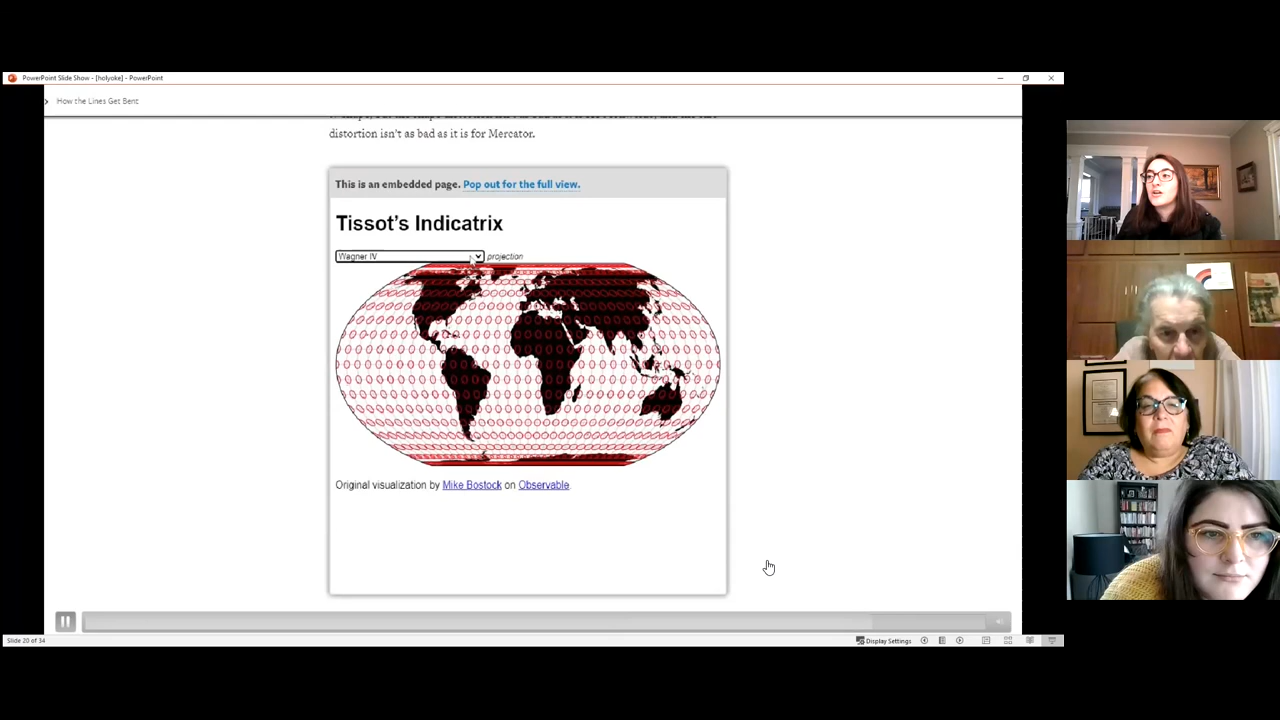 PowerPoint Slide Show - [holyoke] - PowerPoint
How the Lines Get Bent
distortion isn't as bad as it is for Mercator.
This is an embedded page. Pop out for the full view.
Tissot's Indicatrix
Wagner IV projection
Original visualization by Mike Bostock on Observable.
Slide 20 of 34
Display Settings